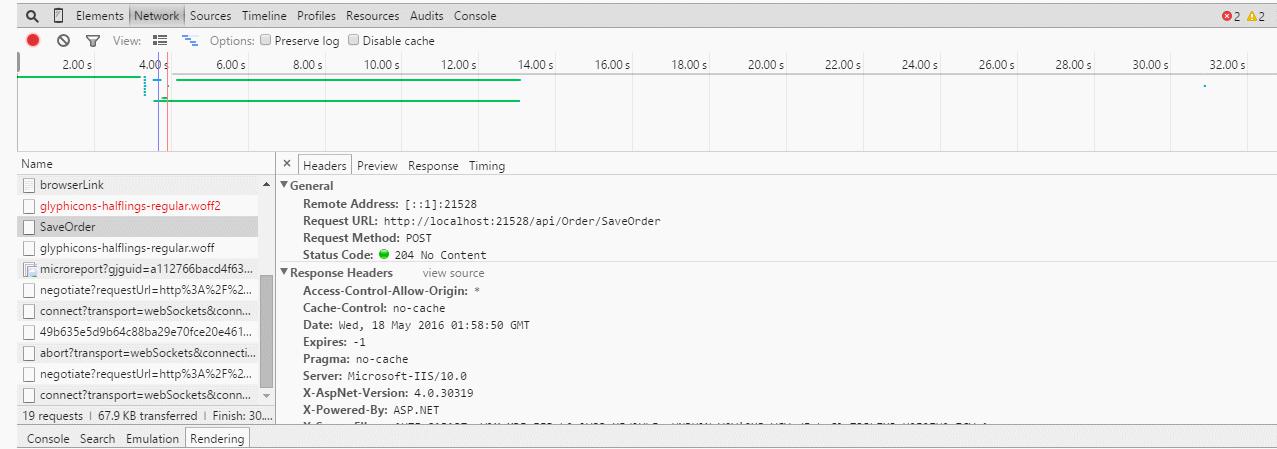 Elements Network Sources Timeline Profiles Resources Audits Console 2 2
View: Options: Preserve log Disable cache
2.00 s 4.00 s 6.00 s 8.00 s 10.00 s 12.00 s 14.00 s 16.00 s 18.00 s 20.00 s 22.00 s 24.00 s 26.00 s 28.00 s 30.00 s 32.00 s
Name
browserLink
glyphicons-halflings-regular.woff2
SaveOrder
glyphicons-halflings-regular.woff
microreport?gjguid=a112766bacd4f63...
negotiate?requestUrl=http%3A%2F%2...
connect?transport=webSockets&conn...
49b635e5d9b64c88ba29e70fce20e461...
abort?transport=webSockets&connecti...
negotiate?requestUrl=http%3A%2F%2...
connect?transport=webSockets&conn...
19 requests | 67.9 KB transferred | Finish: 30....
× Headers Preview Response Timing
General
Remote Address: [::1]:21528
Request URL: http://localhost:21528/api/Order/SaveOrder
Request Method: POST
Status Code: 204 No Content
Response Headers view source
Access-Control-Allow-Origin: *
Cache-Control: no-cache
Date: Wed, 18 May 2016 01:58:50 GMT
Expires: -1
Pragma: no-cache
Server: Microsoft-IIS/10.0
X-AspNet-Version: 4.0.30319
X-Powered-By: ASP.NET
Console Search Emulation Rendering